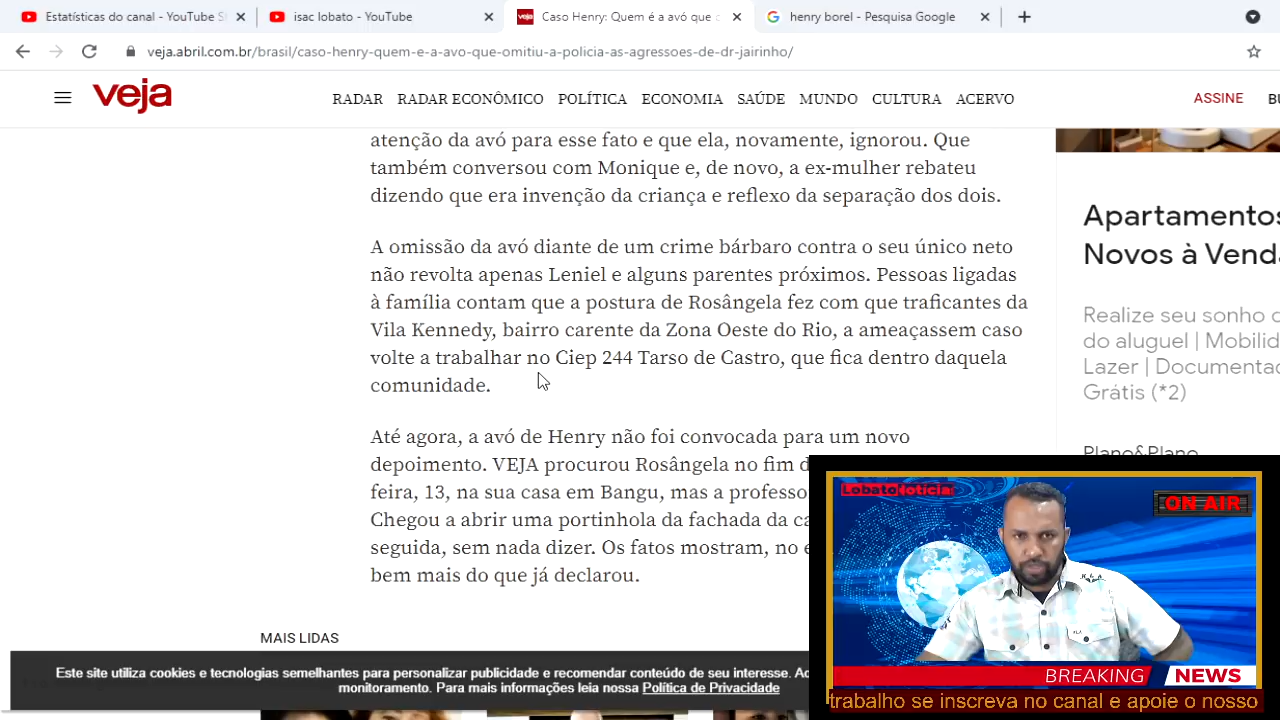 Estatísticas do canal - YouTube S
isac lobato - YouTube
Caso Henry: Quem é a avó que
henry borel - Pesquisa Google
veja.abril.com.br/brasil/caso-henry-quem-e-a-avo-que-omitiu-a-policia-as-agressoes-de-dr-jairinho/
veja
RADAR RADAR ECONÔMICO POLÍTICA ECONOMIA SAÚDE MUNDO CULTURA ACERVO
ASSINE
atenção da avó para esse fato e que ela, novamente, ignorou. Que
também conversou com Monique e, de novo, a ex-mulher rebateu
dizendo que era invenção da criança e reflexo da separação dos dois.
A omissão da avó diante de um crime bárbaro contra o seu único neto
não revolta apenas Leniel e alguns parentes próximos. Pessoas ligadas
à família contam que a postura de Rosângela fez com que traficantes da
Vila Kennedy, bairro carente da Zona Oeste do Rio, a ameaçassem caso
volte a trabalhar no Ciep 244 Tarso de Castro, que fica dentro daquela
comunidade.
Até agora, a avó de Henry não foi convocada para um novo
depoimento. VEJA procurou Rosângela no fim d
feira, 13, na sua casa em Bangu, mas a professo
Chegou a abrir uma portinhola da fachada da ca
seguida, sem nada dizer. Os fatos mostram, no e
bem mais do que já declarou.
MAIS LIDAS
Este site utiliza cookies e tecnologias semelhantes para personalizar publicidade e recomendar conteúdo de seu interesse. Ao
monitoramento. Para mais informações leia nossa Política de Privacidade
Apartamentos
Novos à Vend
Realize seu sonho
do aluguel | Mobilid
Lazer | Documenta
Grátis (*2)
Plano&Plano
LobatoNotícias
ON AIR
BREAKING NEWS
trabalho se inscreva no canal e apoie o nosso